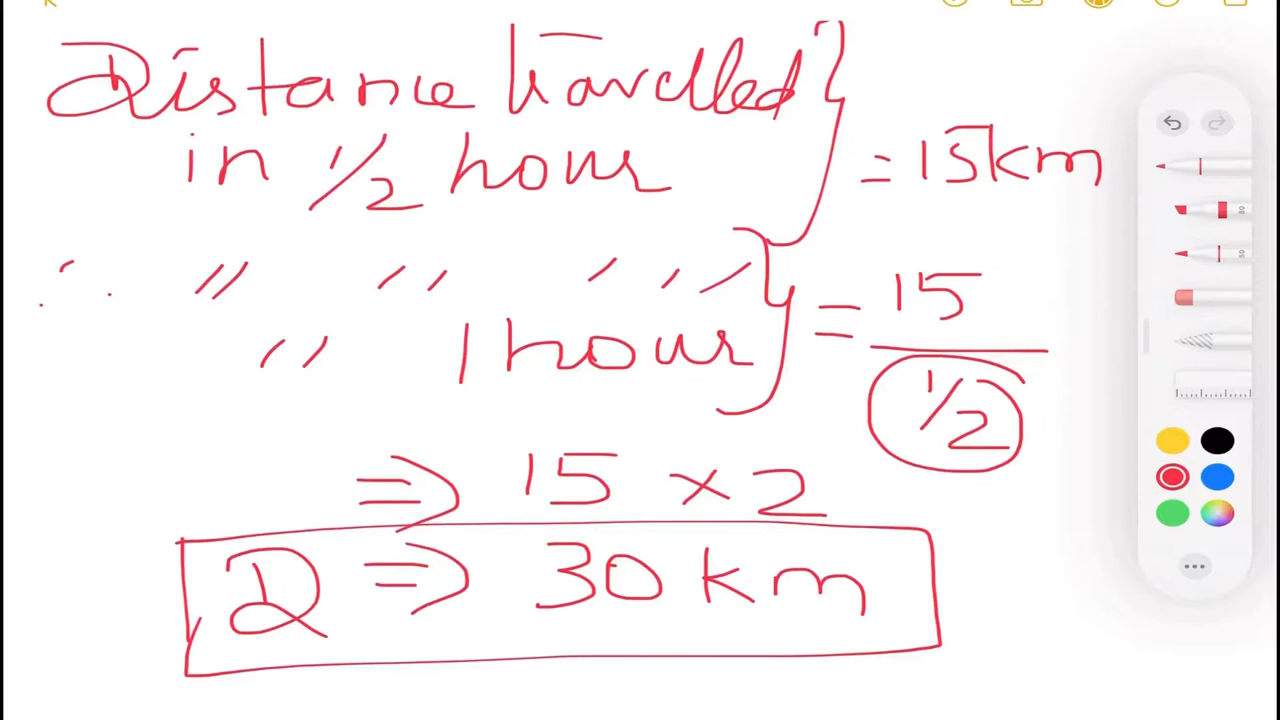 Distance travelled
in 1/2 hour } = 15km
∴ " " " " "
" 1 hour } = 15
1/2
=> 15 × 2
D => 30 km